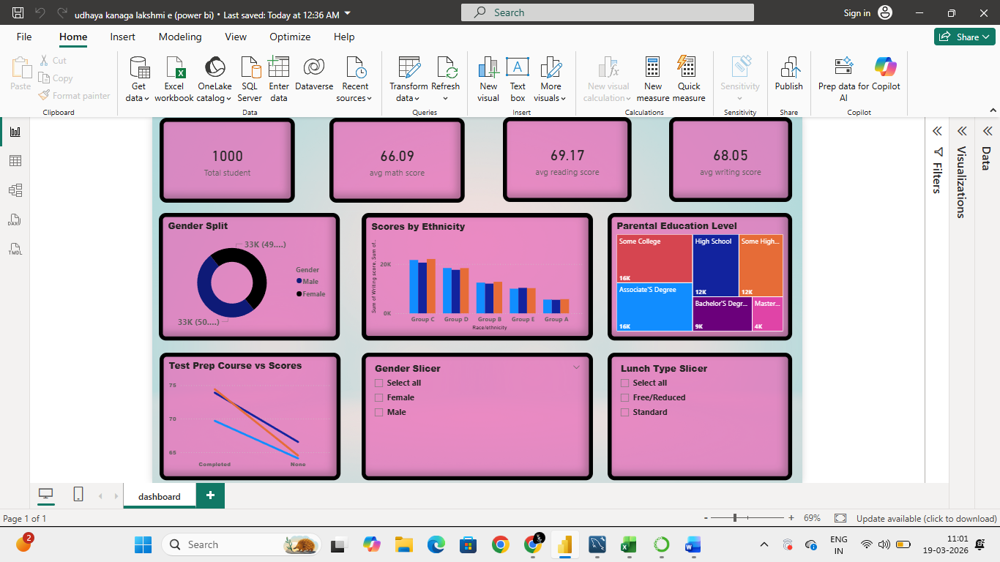 udhaya kanaga lakshmi e (power bi) • Last saved: Today at 12:36 AM
Search
Sign in
File Home Insert Modeling View Optimize Help
Share
Paste
Cut
Copy
Format painter
Clipboard
Get data
Excel workbook
OneLake catalog
SQL Server
Enter data
Dataverse
Recent sources
Data
Transform data
Refresh
Queries
New visual
Text box
More visuals
Insert
New visual calculation
New measure
Quick measure
Calculations
Sensitivity
Sensitivity
Publish
Share
Prep data for AI
Copilot
Copilot
DAX
TMDL
1000
Total student
66.09
avg math score
69.17
avg reading score
68.05
avg writing score
Filters
Visualizations
Data
Gender Split
33K (49....)
33K (50....)
Gender
Male
Female
Scores by Ethnicity
Sum of Writing score, Sum of..
20K
0K
Group C Group D Group B Group E Group A
Race/ethnicity
Parental Education Level
Some College
16K
High School
12K
Some High...
12K
Associate'S Degree
16K
Bachelor'S Degr...
9K
Master...
4K
Test Prep Course vs Scores
75
70
65
Completed None
Gender Slicer
Select all
Female
Male
Lunch Type Slicer
Select all
Free/Reduced
Standard
dashboard
+
Page 1 of 1
- + 69%
Update available (click to download)
2
Search
ENG
IN
11:01
19-03-2026